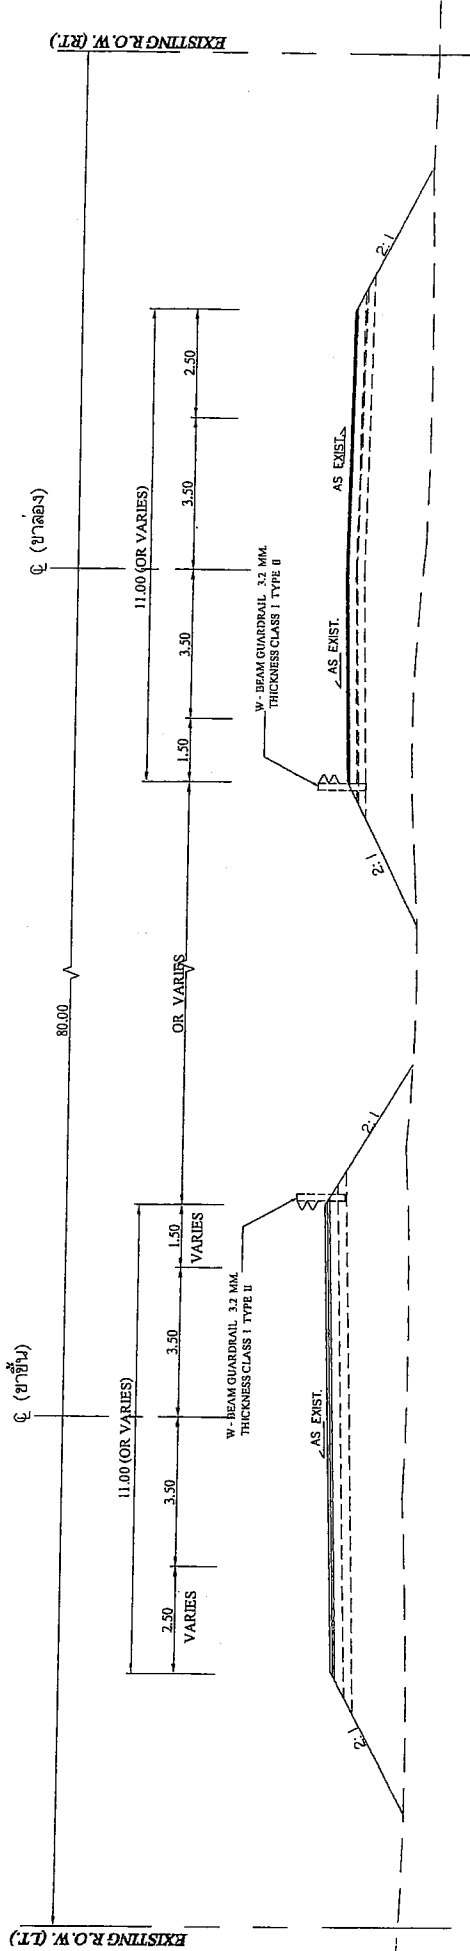 EXISTING R.O.W. (LT.)
EXISTING R.O.W. (RT.)
80.00
℄ (ขาขึ้น)
℄ (ขาล่อง)
11.00 (OR VARIES)
11.00 (OR VARIES)
2.50
VARIES
3.50
3.50
1.50
VARIES
OR VARIES
1.50
3.50
3.50
2.50
W - BEAM GUARDRAIL 3.2 MM.
THICKNESS CLASS I TYPE II
W - BEAM GUARDRAIL 3.2 MM.
THICKNESS CLASS I TYPE II
AS EXIST.
AS EXIST.
AS EXIST.
2:1
2:1
2:1
2:1